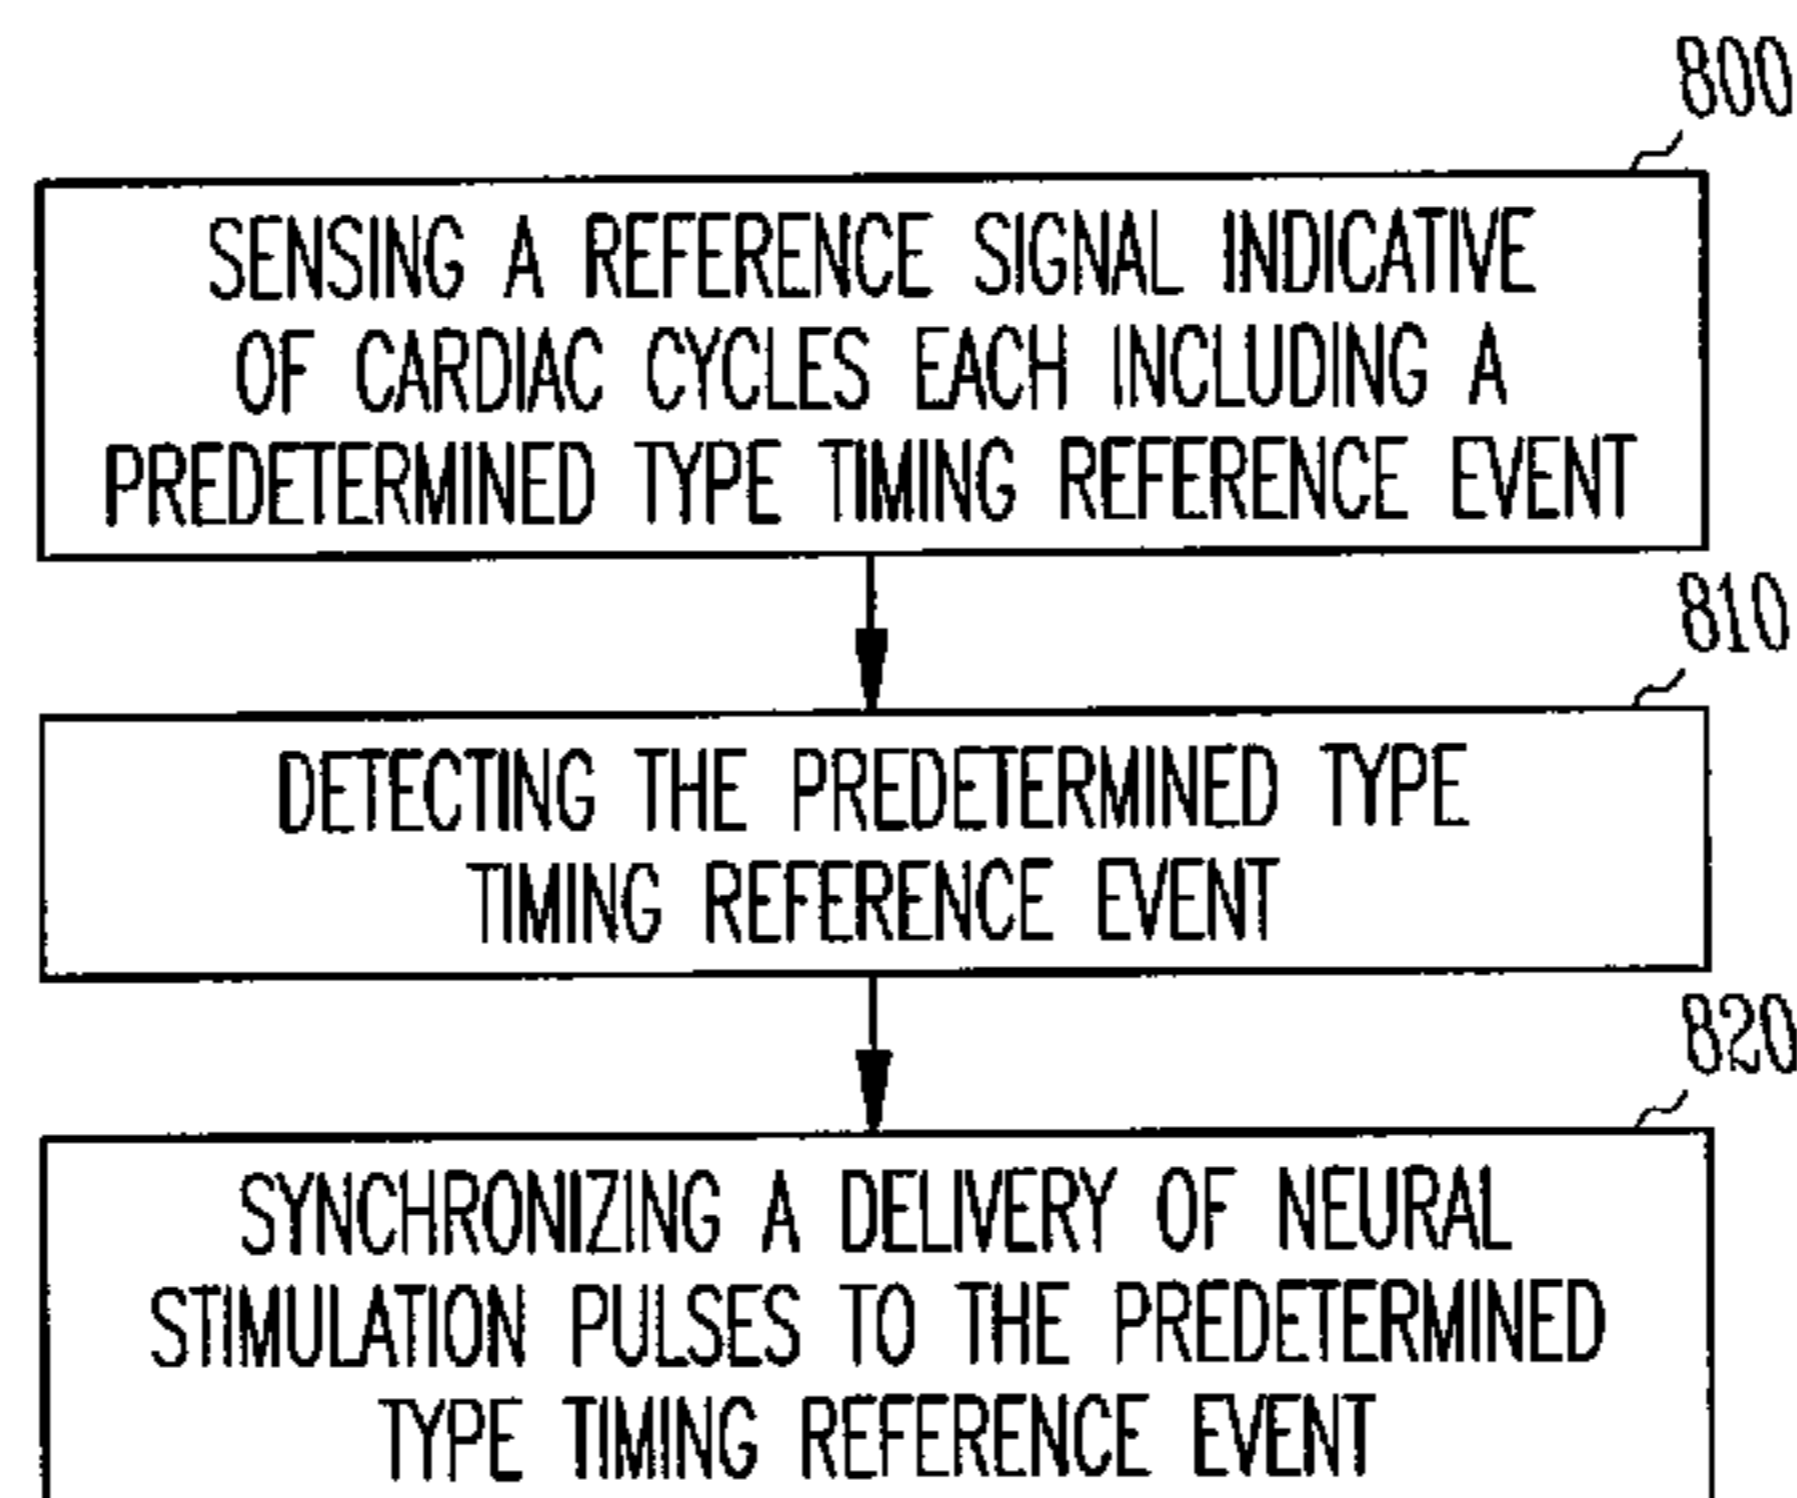 800
SENSING A REFERENCE SIGNAL INDICATIVE
OF CARDIAC CYCLES EACH INCLUDING A
PREDETERMINED TYPE TIMING REFERENCE EVENT
810
DETECTING THE PREDETERMINED TYPE
TIMING REFERENCE EVENT
820
SYNCHRONIZING A DELIVERY OF NEURAL
STIMULATION PULSES TO THE PREDETERMINED
TYPE TIMING REFERENCE EVENT